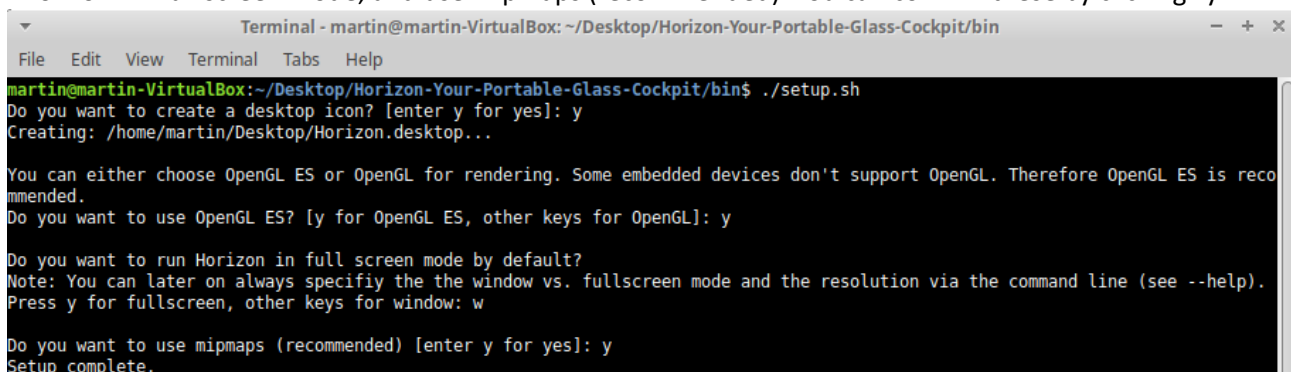 Terminal - martin@martin-VirtualBox: ~/Desktop/Horizon-Your-Portable-Glass-Cockpit/bin
File Edit View Terminal Tabs Help
martin@martin-VirtualBox:~/Desktop/Horizon-Your-Portable-Glass-Cockpit/bin$ ./setup.sh
Do you want to create a desktop icon? [enter y for yes]: y
Creating: /home/martin/Desktop/Horizon.desktop...
You can either choose OpenGL ES or OpenGL for rendering. Some embedded devices don't support OpenGL. Therefore OpenGL ES is reco
mmended.
Do you want to use OpenGL ES? [y for OpenGL ES, other keys for OpenGL]: y
Do you want to run Horizon in full screen mode by default?
Note: You can later on always specifiy the the window vs. fullscreen mode and the resolution via the command line (see --help).
Press y for fullscreen, other keys for window: w
Do you want to use mipmaps (recommended) [enter y for yes]: y
Setup complete.